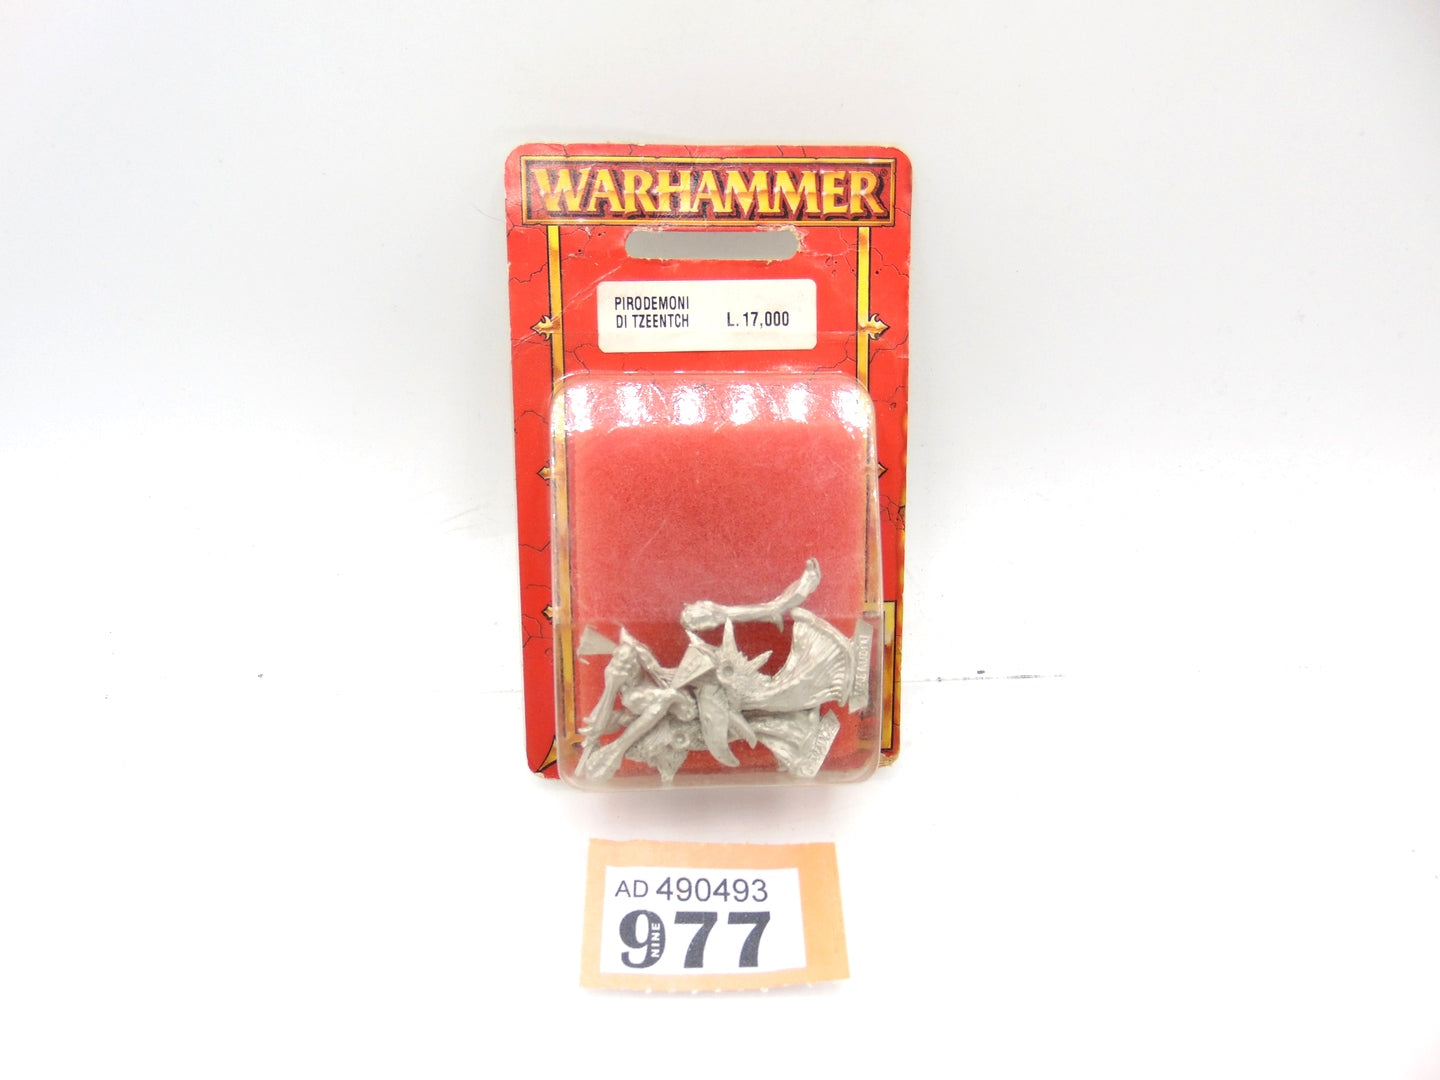 WARHAMMER
PIRODEMONI
DI TZEENTCH L. 17,000
AD 490493
977
NINE